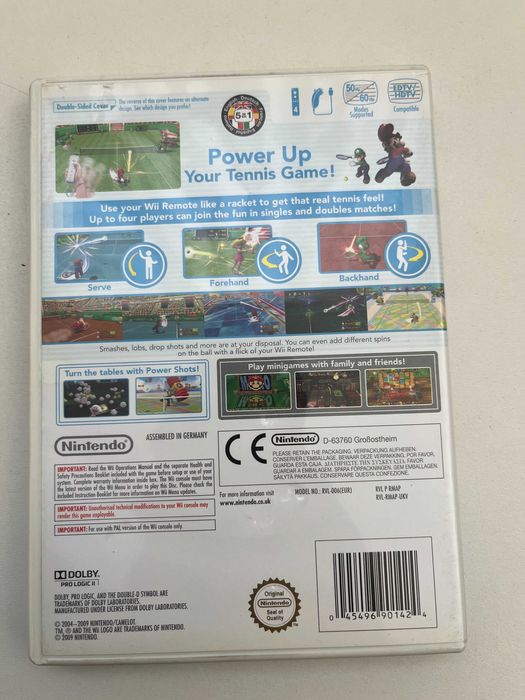 Double-Sided Cover
The reverse of this cover features an alternate
design. See which design you prefer!
English Deutsch
5 in 1
4
50Hz
60Hz
Modes
Supported
EDTV/
HDTV
Compatible
Power Up
Your Tennis Game!
Use your Wii Remote like a racket to get that real tennis feel!
Up to four players can join the fun in singles and doubles matches!
Serve
Forehand
Backhand
Smashes, lobs, drop shots and more are at your disposal. You can even add different spins
on the ball with a flick of your Wii Remote!
Turn the tables with Power Shots!
Play minigames with family and friends!
Nintendo
ASSEMBLED IN GERMANY
IMPORTANT: Read the Wii Operations Manual and the separate Health and
Safety Precautions Booklet included with the game before setup or use of your
system. Complete warranty information inside box. The Wii console must have
the latest version of the Wii Menu in order to play this Disc. Please check the
included Instruction Booklet for more information on Wii Menu updates.
IMPORTANT: Unauthorised technical modifications to your Wii console may
render this game unplayable.
IMPORTANT: For use with PAL version of the Wii console only.
CE
Nintendo
D-63760 Großostheim
PLEASE RETAIN THE PACKAGING. VERPACKUNG AUFHEBEN.
CONSERVER L'EMBALLAGE. BEWAAR DEZE VERPAKKING, POR FAVOR,
GUARDA ESTA CAJA. ΔΙΑΤΗΡΗΣΤΕ ΤΗΝ ΣΥΣΚΕΥΑΣΙΑ. FAVOR
GUARDAR A EMBALAGEM. SPARA FÖRPACKNINGEN. GEM EMBALLAGEN.
SÄILYTÄ PAKKAUS. CONSERVARE QUESTA CONFEZIONE.
For more information visit
www.nintendo.co.uk
MODEL NO.: RVL-006(EUR)
RVL P RMAP
RVL-RMAP-UKV
DOLBY
PRO LOGIC II
DOLBY, PRO LOGIC, AND THE DOUBLE-D SYMBOL ARE
TRADEMARKS OF DOLBY LABORATORIES.
MANUFACTURED UNDER LICENSE FROM DOLBY LABORATORIES.
© 2004–2009 NINTENDO/CAMELOT.
TM, ® AND THE Wii LOGO ARE TRADEMARKS OF NINTENDO.
© 2009 NINTENDO.
Original
Nintendo
Seal of
Quality
0 45496 90142 4